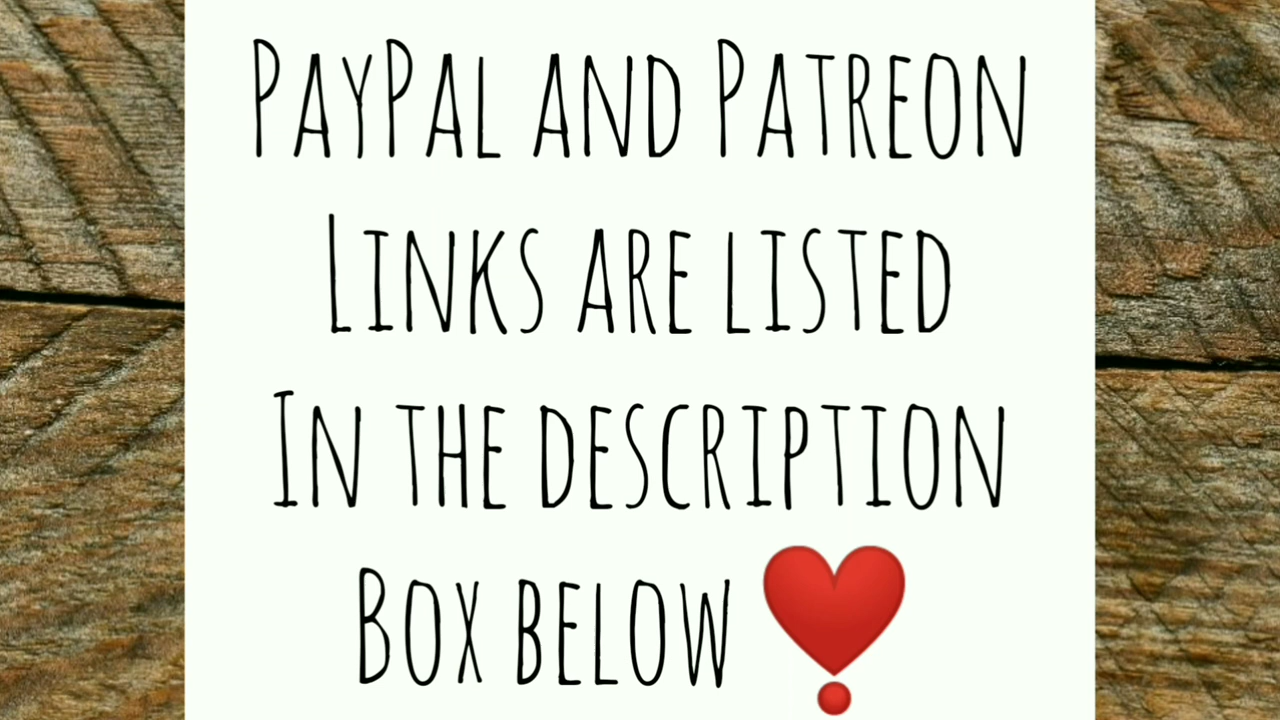 PayPal and Patreon
Links are listed
In the description
Box below ❣️